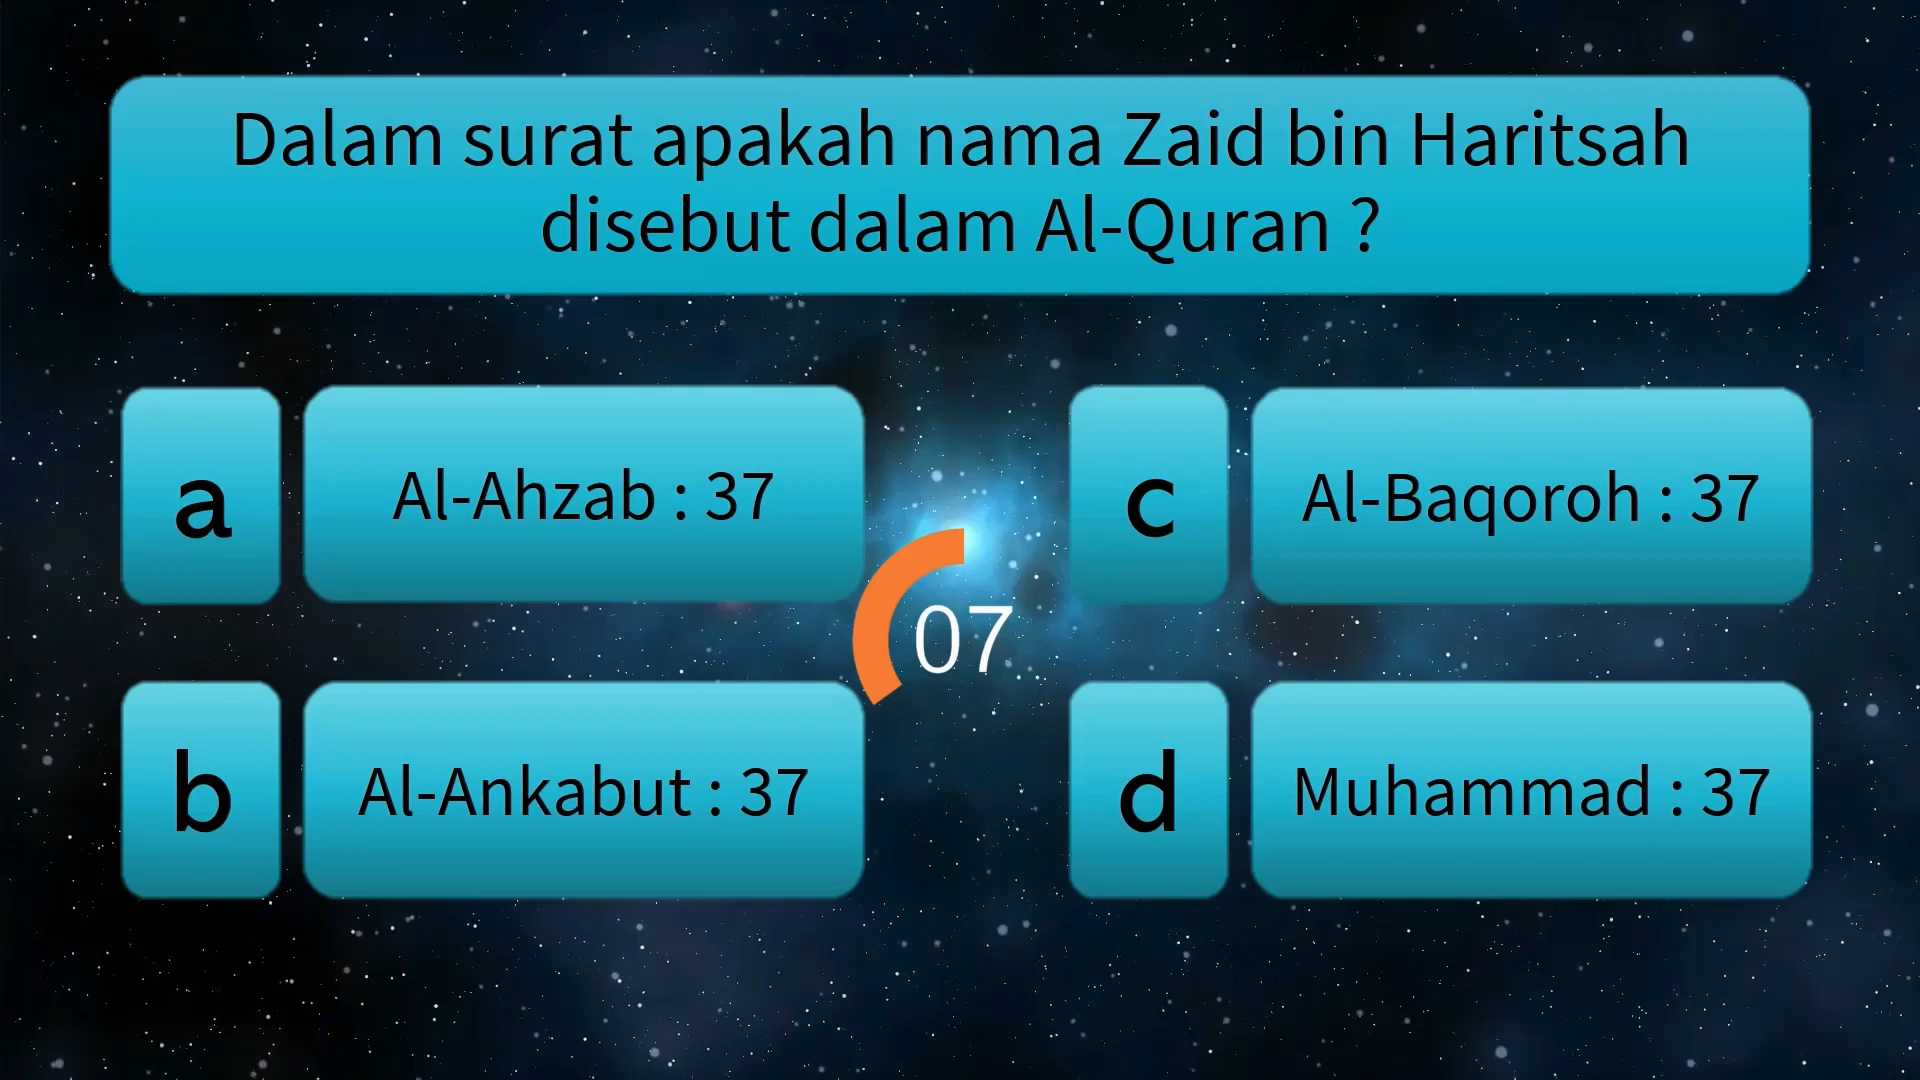 Dalam surat apakah nama Zaid bin Haritsah
disebut dalam Al-Quran ?
a
Al-Ahzab : 37
c
Al-Baqoroh : 37
07
b
Al-Ankabut : 37
d
Muhammad : 37